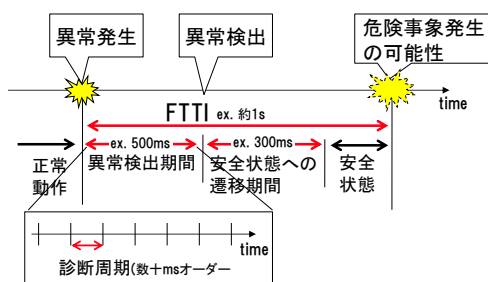 異常発生
異常検出
危険事象発生
の可能性
time
FTTI ex. 約1s
ex. 500ms
ex. 300ms
正常
動作
異常検出期間
安全状態への
遷移期間
安全
状態
time
診断周期(数十msオーダー